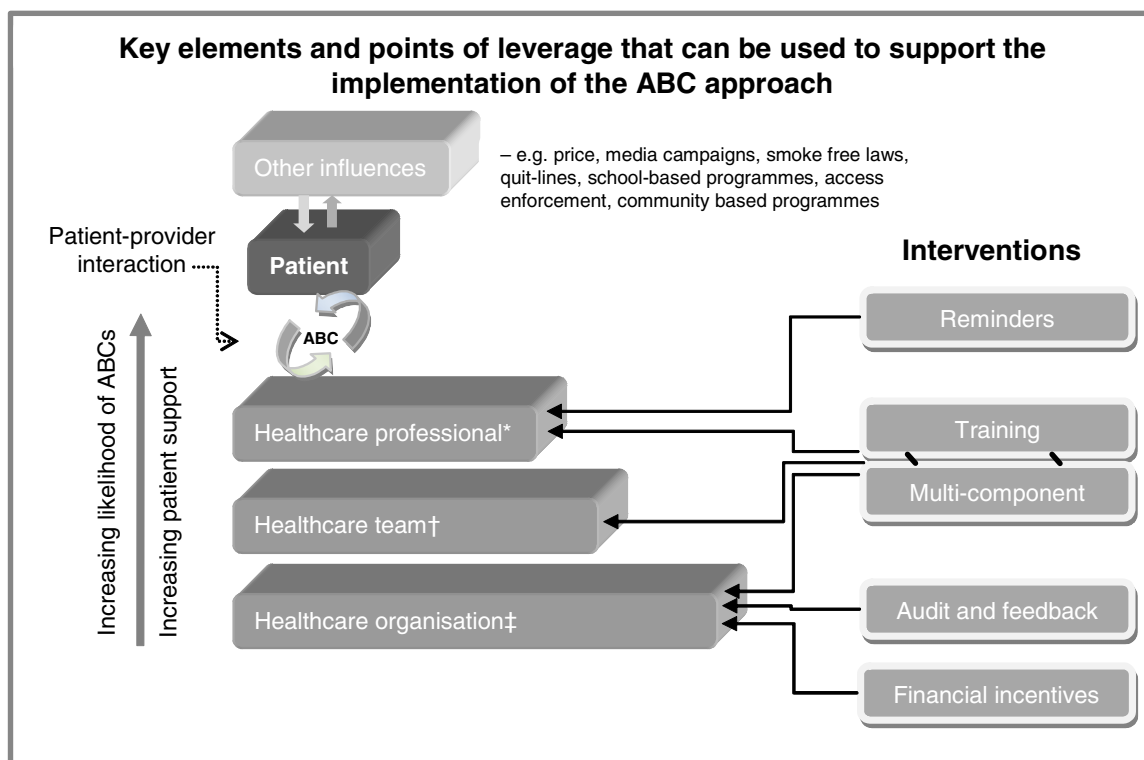 Key elements and points of leverage that can be used to support the
implementation of the ABC approach
Other influences
– e.g. price, media campaigns, smoke free laws,
quit-lines, school-based programmes, access
enforcement, community based programmes
Patient-provider
interaction
Patient
ABC
Increasing likelihood of ABCs
Increasing patient support
Healthcare professional*
Healthcare team†
Healthcare organisation‡
Interventions
Reminders
Training
Multi-component
Audit and feedback
Financial incentives